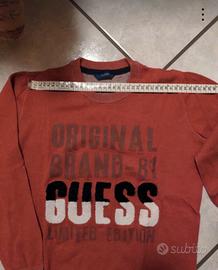 ORIGINAL
BRAND-81
GUESS
LIMITED EDITION
subito